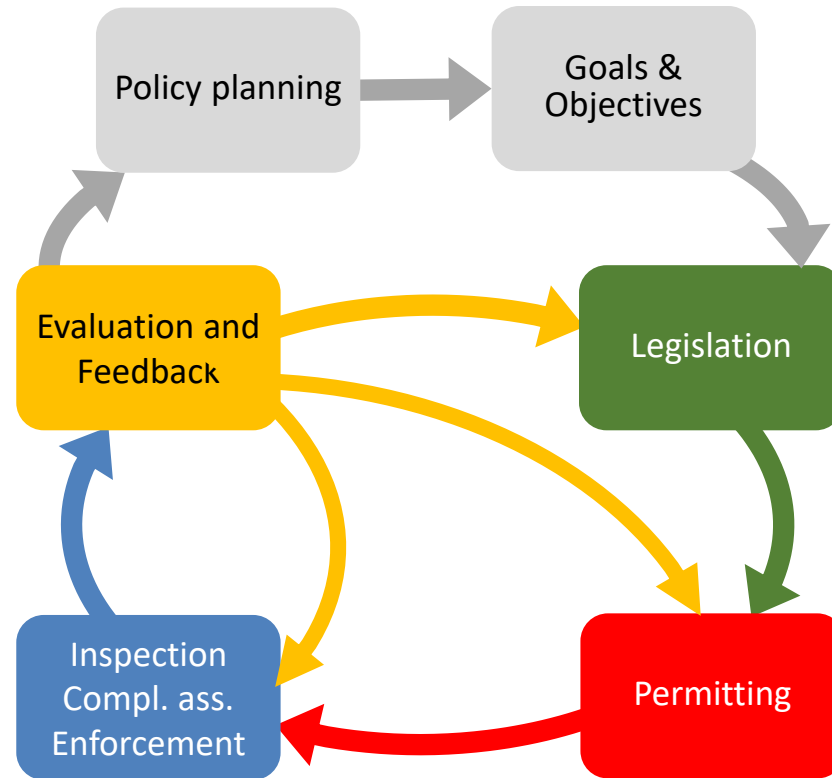 Policy planning
Goals &
Objectives
Evaluation and
Feedback
Legislation
Inspection
Compl. ass.
Enforcement
Permitting